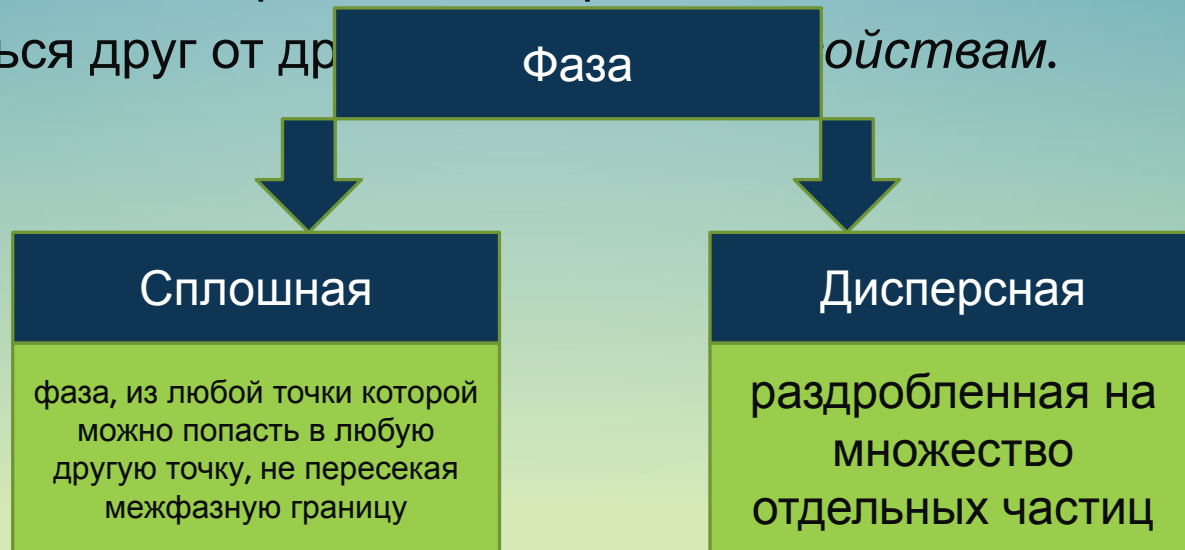 ься друг от др
ойствам.
Фаза
Сплошная
Дисперсная
фаза, из любой точки которой
можно попасть в любую
другую точку, не пересекая
межфазную границу
раздробленная на
множество
отдельных частиц